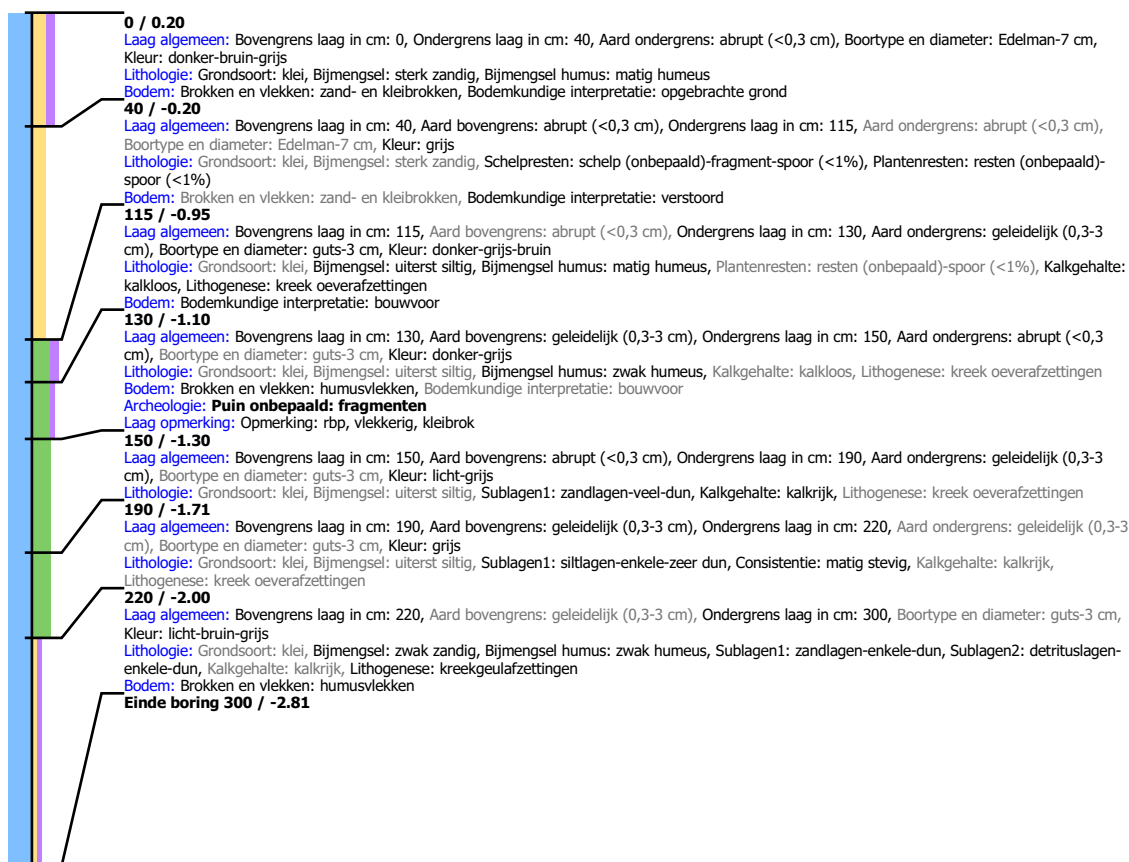 0 / 0.20
Laag algemeen: Bovengrens laag in cm: 0, Ondergrens laag in cm: 40, Aard ondergrens: abrupt (<0,3 cm), Boortype en diameter: Edelman-7 cm,
Kleur: donker-bruin-grijs
Lithologie: Grondsoort: klei, Bijmengsel: sterk zandig, Bijmengsel humus: matig humeus
Bodem: Brokken en vlekken: zand- en kleibrokken, Bodemkundige interpretatie: opgebrachte grond
40 / -0.20
Laag algemeen: Bovengrens laag in cm: 40, Aard bovengrens: abrupt (<0,3 cm), Ondergrens laag in cm: 115, Aard ondergrens: abrupt (<0,3 cm),
Boortype en diameter: Edelman-7 cm, Kleur: grijs
Lithologie: Grondsoort: klei, Bijmengsel: sterk zandig, Schelpresten: schelp (onbepaald)-fragment-spoor (<1%), Plantenresten: resten (onbepaald)-
spoor (<1%)
Bodem: Brokken en vlekken: zand- en kleibrokken, Bodemkundige interpretatie: verstoord
115 / -0.95
Laag algemeen: Bovengrens laag in cm: 115, Aard bovengrens: abrupt (<0,3 cm), Ondergrens laag in cm: 130, Aard ondergrens: geleidelijk (0,3-3
cm), Boortype en diameter: guts-3 cm, Kleur: donker-grijs-bruin
Lithologie: Grondsoort: klei, Bijmengsel: uiterst siltig, Bijmengsel humus: matig humeus, Plantenresten: resten (onbepaald)-spoor (<1%), Kalkgehalte:
kalkloos, Lithogenese: kreek oeverafzettingen
Bodem: Bodemkundige interpretatie: bouwvoor
130 / -1.10
Laag algemeen: Bovengrens laag in cm: 130, Aard bovengrens: geleidelijk (0,3-3 cm), Ondergrens laag in cm: 150, Aard ondergrens: abrupt (<0,3
cm), Boortype en diameter: guts-3 cm, Kleur: donker-grijs
Lithologie: Grondsoort: klei, Bijmengsel: uiterst siltig, Bijmengsel humus: zwak humeus, Kalkgehalte: kalkloos, Lithogenese: kreek oeverafzettingen
Bodem: Brokken en vlekken: humusvlekken, Bodemkundige interpretatie: bouwvoor
Archeologie: Puin onbepaald: fragmenten
Laag opmerking: Opmerking: rbp, vlekkerig, kleibrok
150 / -1.30
Laag algemeen: Bovengrens laag in cm: 150, Aard bovengrens: abrupt (<0,3 cm), Ondergrens laag in cm: 190, Aard ondergrens: geleidelijk (0,3-3
cm), Boortype en diameter: guts-3 cm, Kleur: licht-grijs
Lithologie: Grondsoort: klei, Bijmengsel: uiterst siltig, Sublagen1: zandlagen-veel-dun, Kalkgehalte: kalkrijk, Lithogenese: kreek oeverafzettingen
190 / -1.71
Laag algemeen: Bovengrens laag in cm: 190, Aard bovengrens: geleidelijk (0,3-3 cm), Ondergrens laag in cm: 220, Aard ondergrens: geleidelijk (0,3-3
cm), Boortype en diameter: guts-3 cm, Kleur: grijs
Lithologie: Grondsoort: klei, Bijmengsel: uiterst siltig, Sublagen1: siltlagen-enkele-zeer dun, Consistentie: matig stevig, Kalkgehalte: kalkrijk,
Lithogenese: kreek oeverafzettingen
220 / -2.00
Laag algemeen: Bovengrens laag in cm: 220, Aard bovengrens: geleidelijk (0,3-3 cm), Ondergrens laag in cm: 300, Boortype en diameter: guts-3 cm,
Kleur: licht-bruin-grijs
Lithologie: Grondsoort: klei, Bijmengsel: zwak zandig, Bijmengsel humus: zwak humeus, Sublagen1: zandlagen-enkele-dun, Sublagen2: detrituslagen-
enkele-dun, Kalkgehalte: kalkrijk, Lithogenese: kreekgeulafzettingen
Bodem: Brokken en vlekken: humusvlekken
Einde boring 300 / -2.81